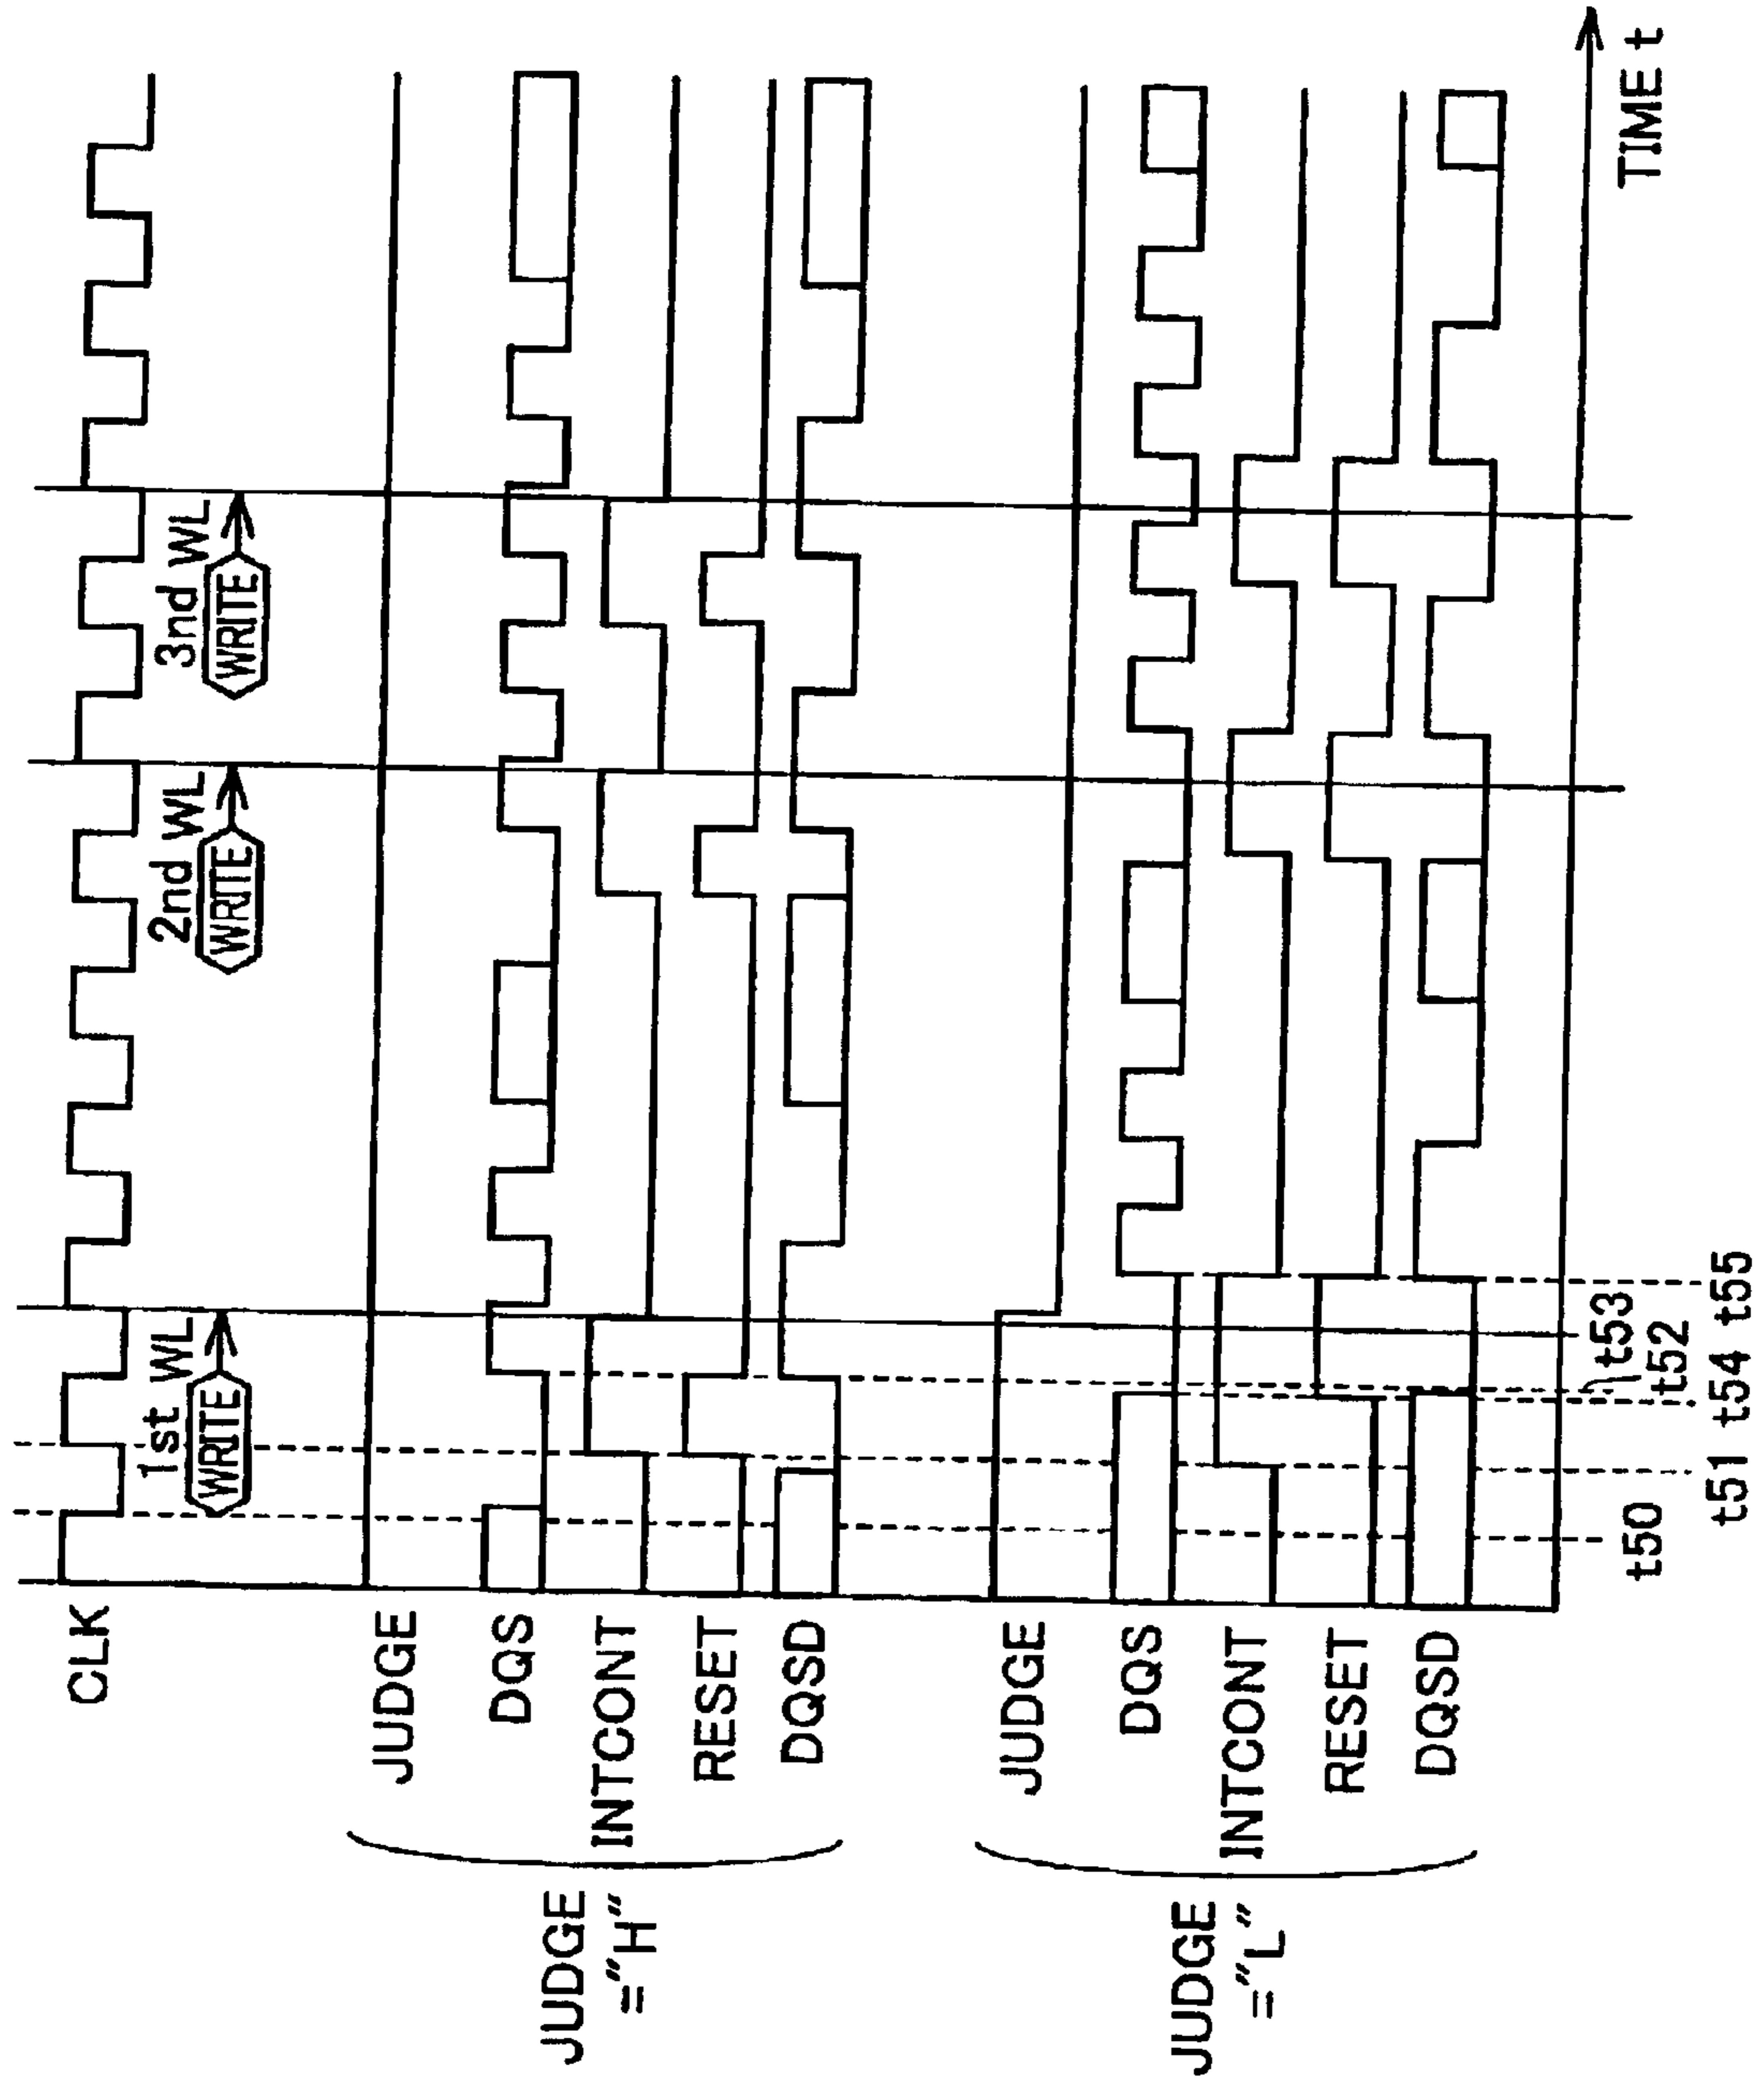 CLK
1st WL
WRITE
2nd WL
WRITE
3nd WL
WRITE
JUDGE
="H"
JUDGE
DQS
INTCONT
RESET
DQSD
JUDGE
="L"
JUDGE
DQS
INTCONT
RESET
DQSD
t50
t53
t52
t51 t54 t55
TIME t